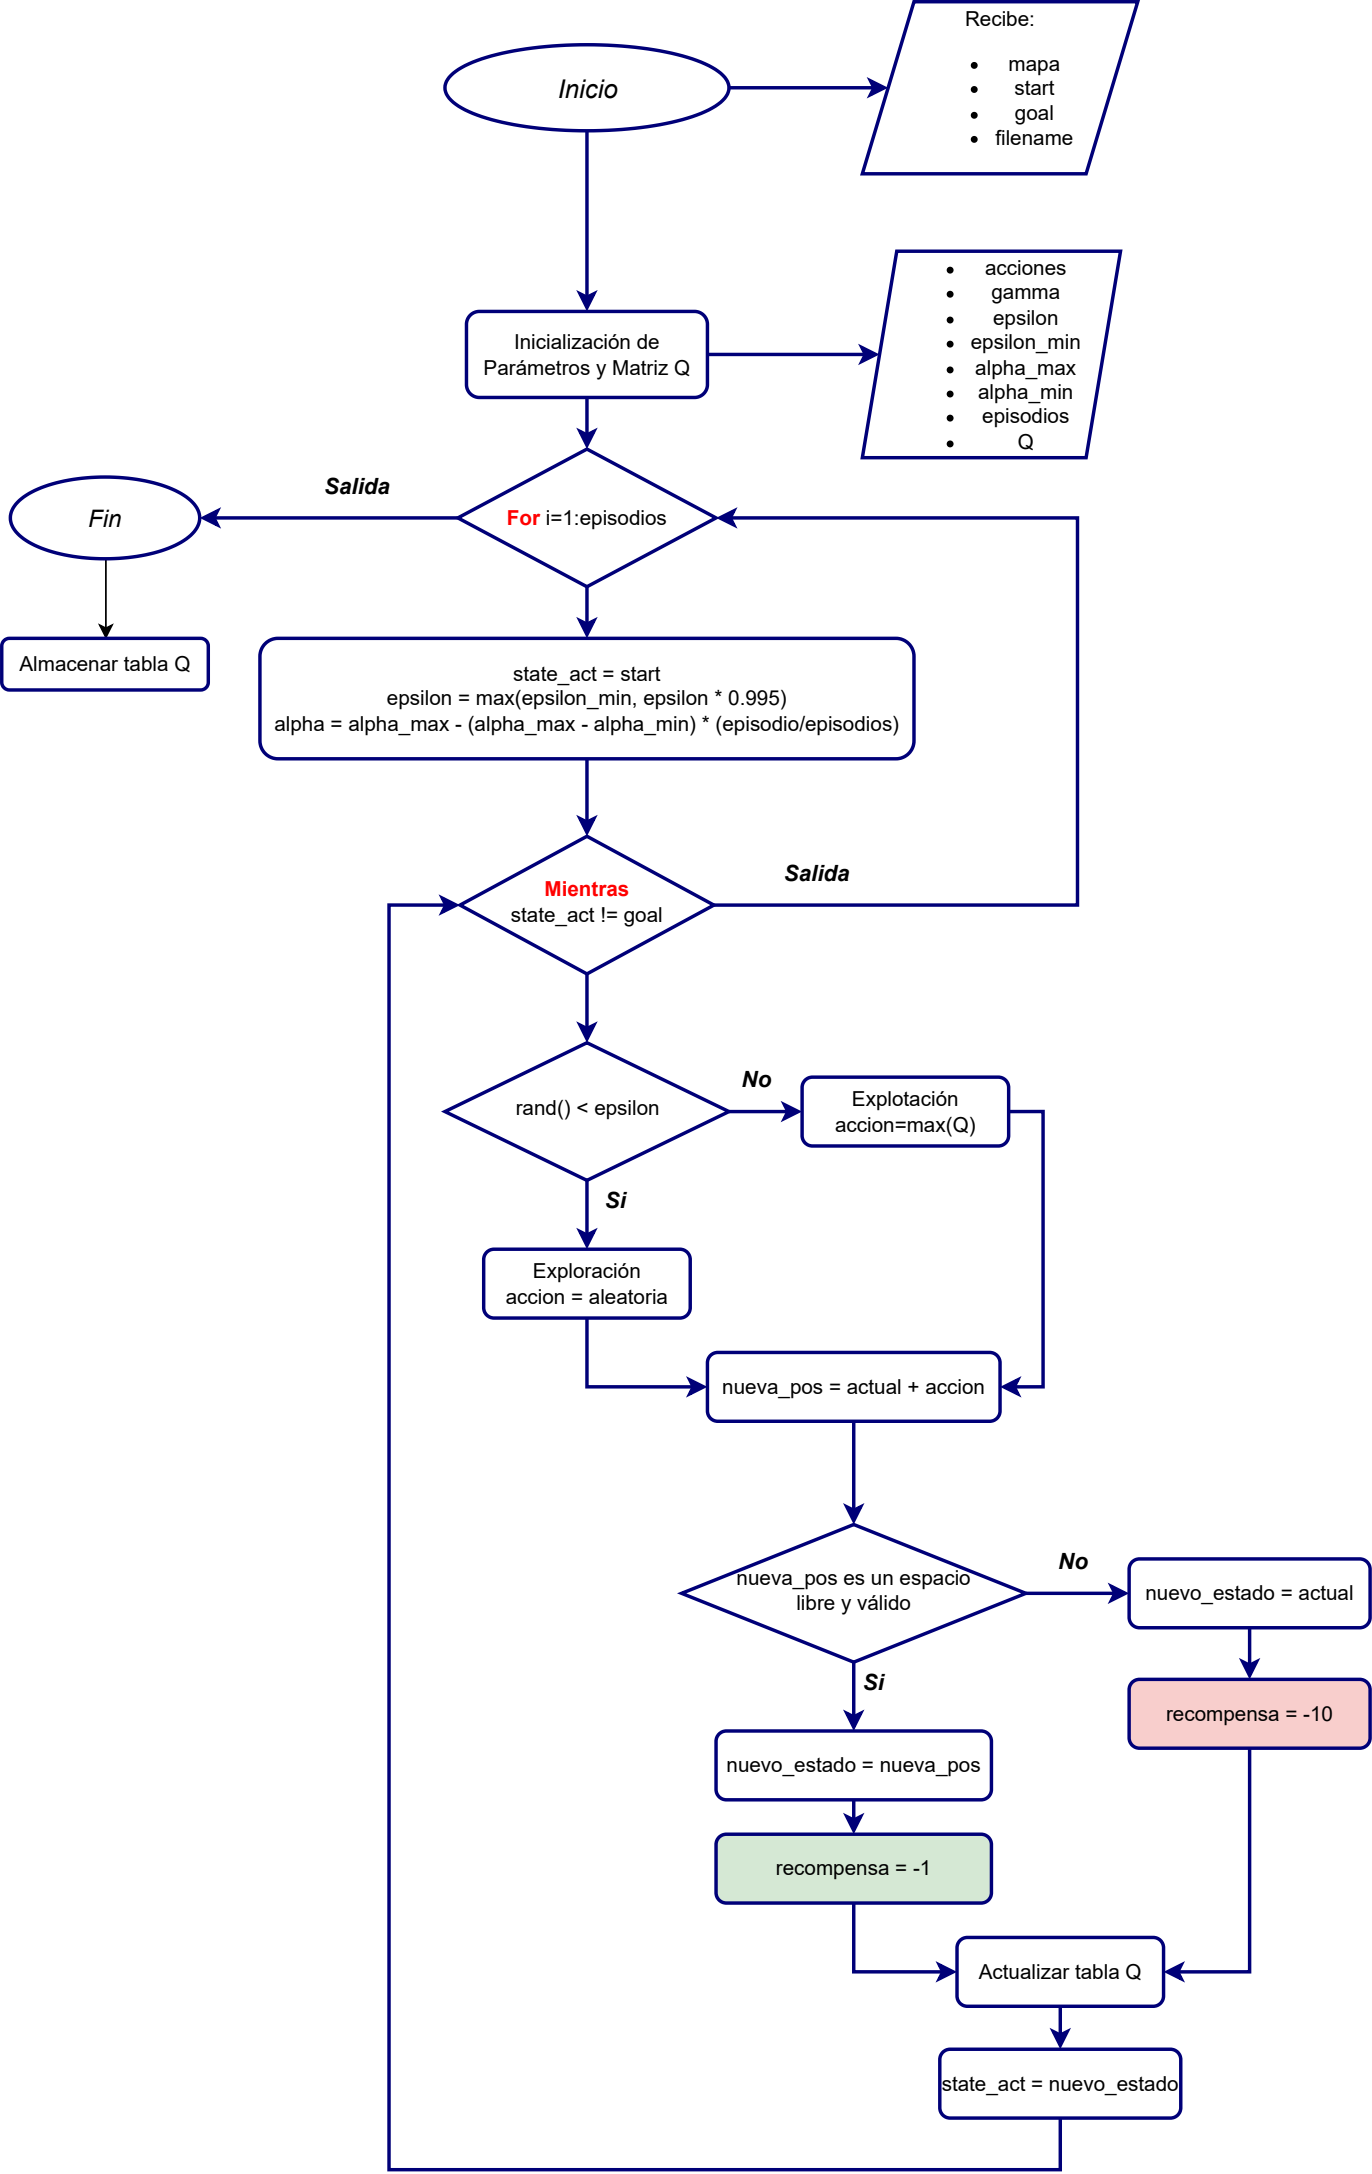 Inicio
Recibe:
• mapa
• start
• goal
• filename
Inicialización de
Parámetros y Matriz Q
• acciones
• gamma
• epsilon
• epsilon_min
• alpha_max
• alpha_min
• episodios
• Q
Salida
Fin
For i=1:episodios
Almacenar tabla Q
state_act = start
epsilon = max(epsilon_min, epsilon * 0.995)
alpha = alpha_max - (alpha_max - alpha_min) * (episodio/episodios)
Mientras
state_act != goal
Salida
rand() < epsilon
No
Explotación
accion=max(Q)
Si
Exploración
accion = aleatoria
nueva_pos = actual + accion
nueva_pos es un espacio
libre y válido
No
nuevo_estado = actual
recompensa = -10
Si
nuevo_estado = nueva_pos
recompensa = -1
Actualizar tabla Q
state_act = nuevo_estado